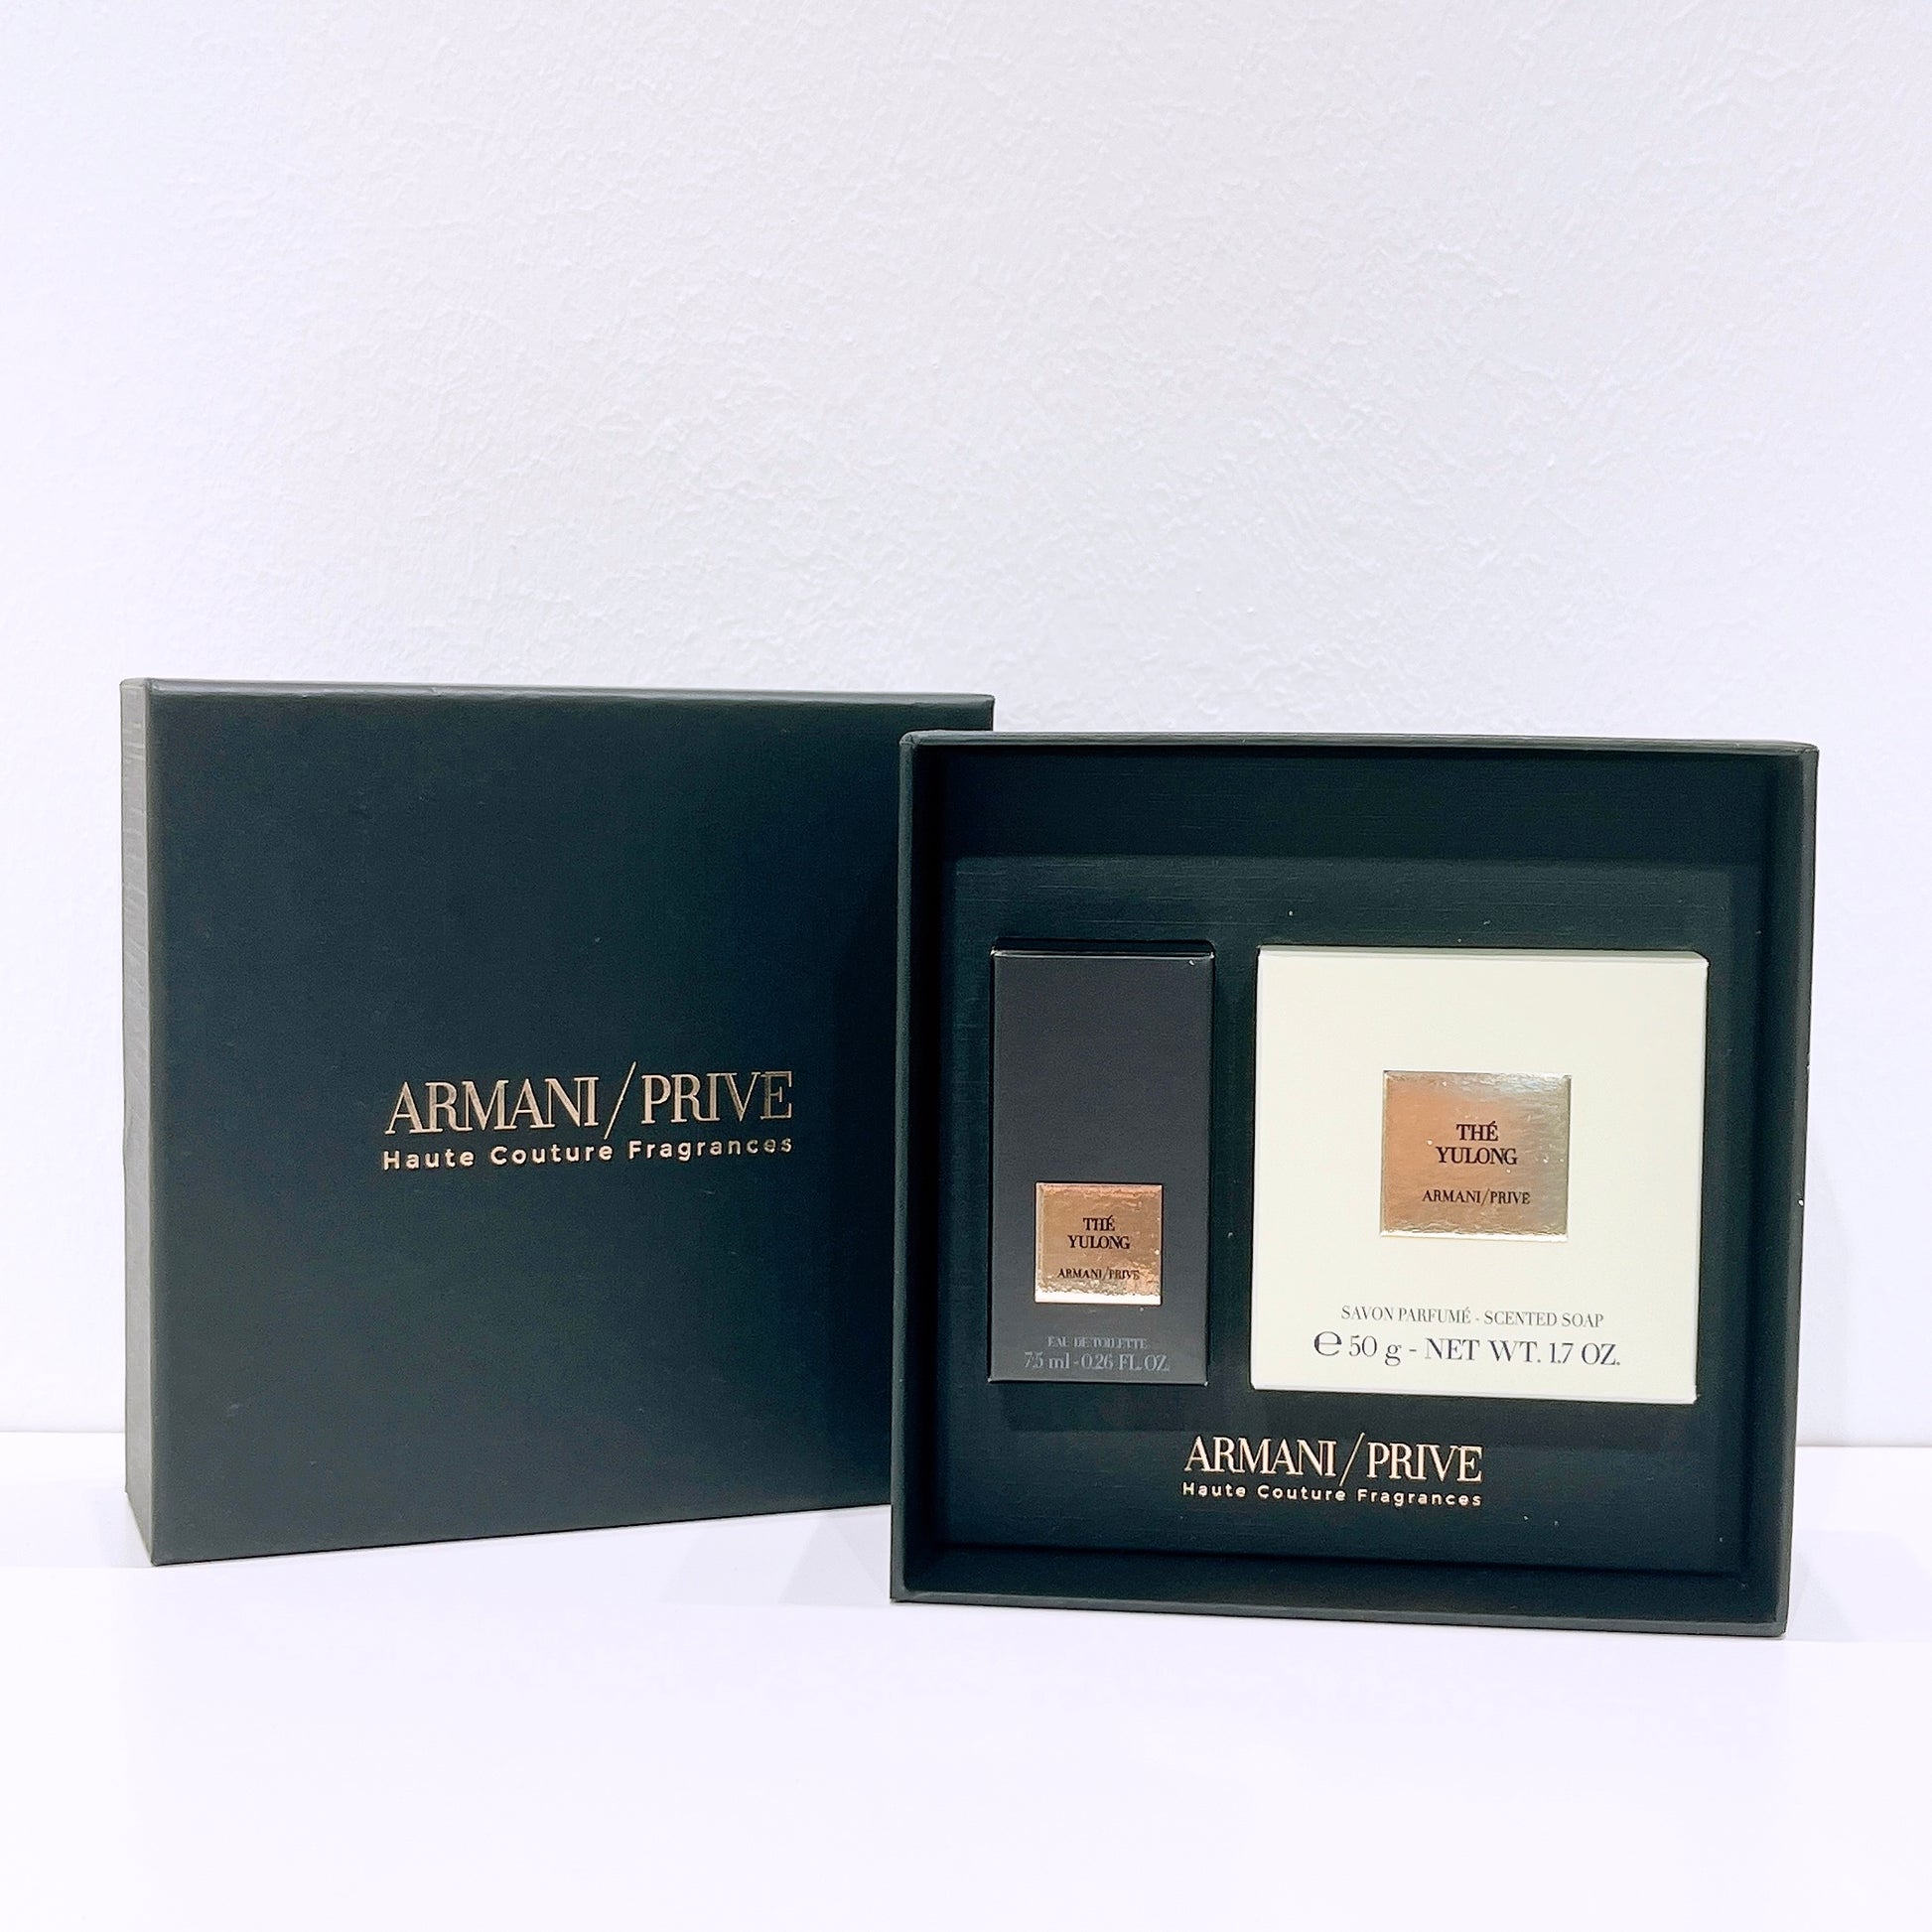 ARMANI/PRIVE
Haute Couture Fragrances
THÉ
YULONG
ARMANI/PRIVE
EAU DE TOILETTE
7.5 ml - 0.26 FL. OZ.
THÉ
YULONG
ARMANI/PRIVE
SAVON PARFUMÉ - SCENTED SOAP
℮ 50 g - NET WT. 1.7 OZ.
ARMANI/PRIVE
Haute Couture Fragrances